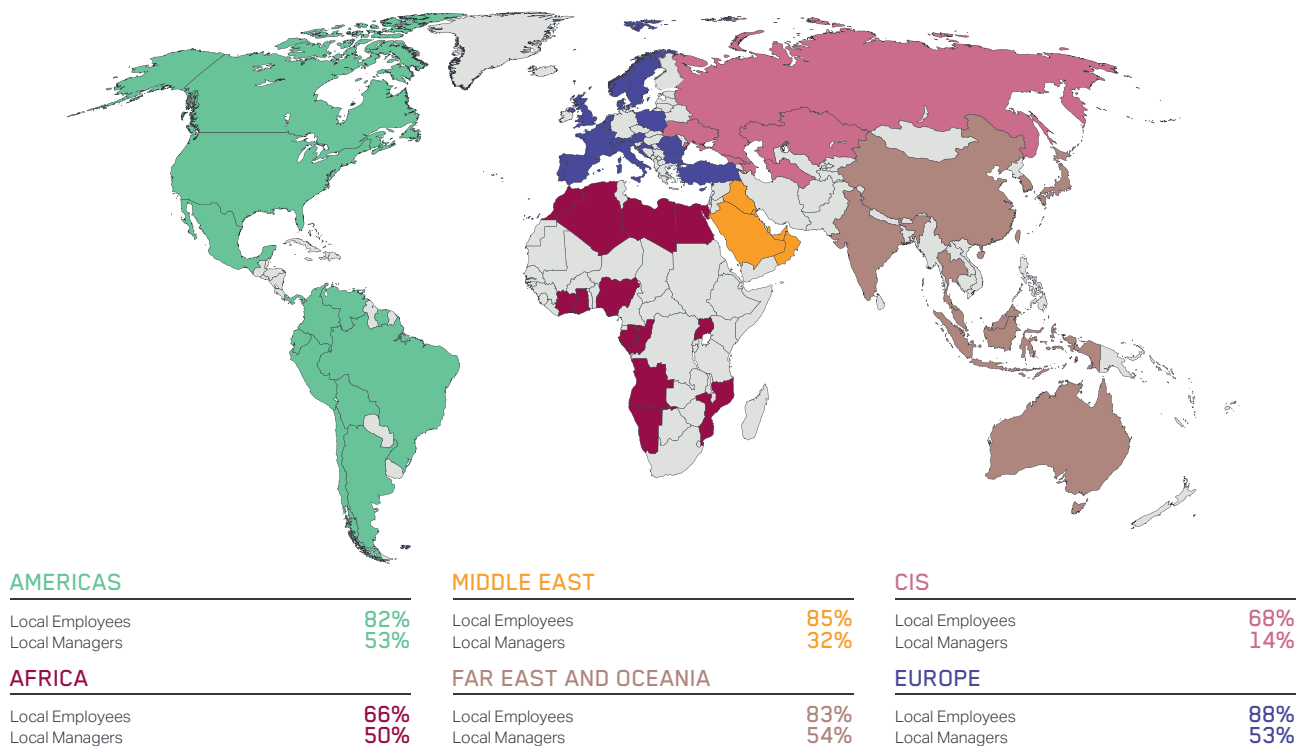 AMERICAS
Local Employees 82%
Local Managers 53%
MIDDLE EAST
Local Employees 85%
Local Managers 32%
CIS
Local Employees 68%
Local Managers 14%
AFRICA
Local Employees 66%
Local Managers 50%
FAR EAST AND OCEANIA
Local Employees 83%
Local Managers 54%
EUROPE
Local Employees 88%
Local Managers 53%